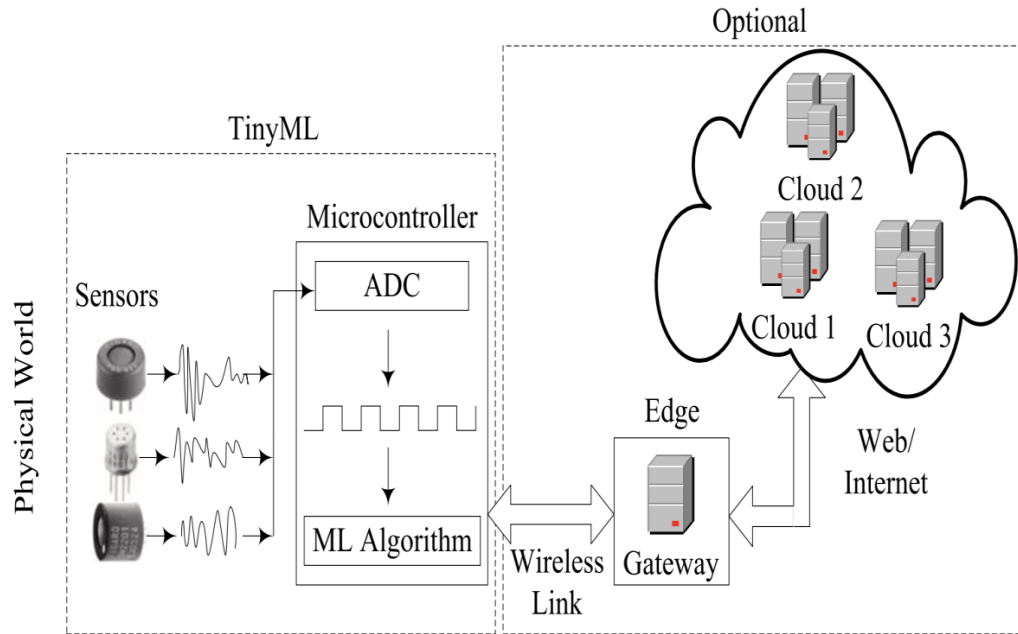 Optional
TinyML
Cloud 2
Microcontroller
Sensors
ADC
Cloud 1
Cloud 3
Physical World
Edge
Web/
Internet
ML Algorithm
Wireless
Link
Gateway